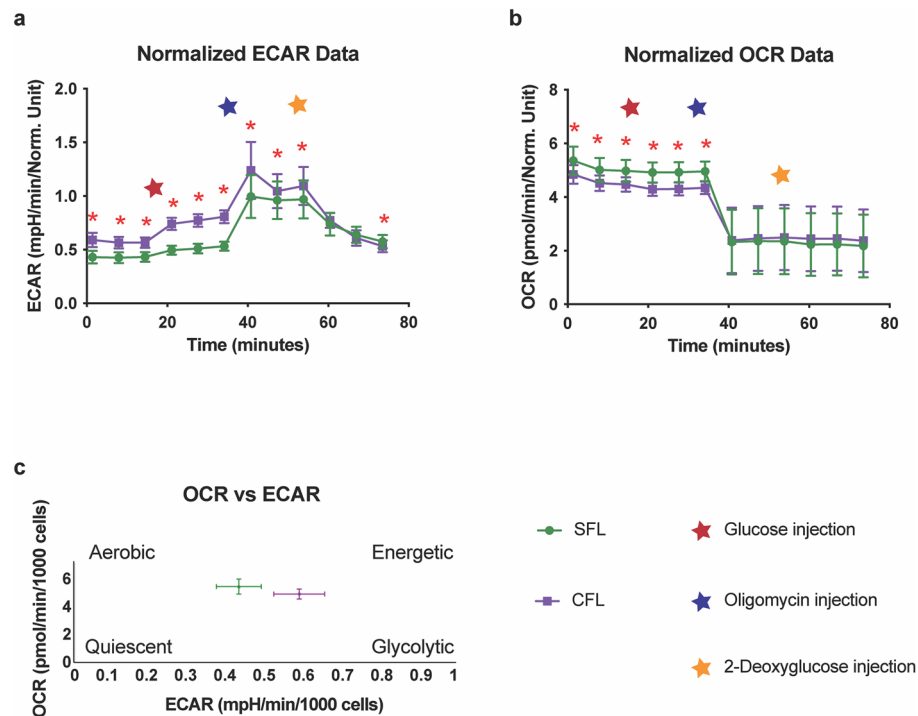 a
Normalized ECAR Data
ECAR (mpH/min/Norm. Unit)
2.0
1.5
1.0
0.5
0.0
* * * * * * * * * *
0 20 40 60 80
Time (minutes)
b
Normalized OCR Data
OCR (pmol/min/Norm. Unit)
8
6
4
2
0
* * * * * *
0 20 40 60 80
Time (minutes)
c
OCR vs ECAR
OCR (pmol/min/1000 cells)
Aerobic Energetic
6
4
2
0
Quiescent Glycolytic
0 0.1 0.2 0.3 0.4 0.5 0.6 0.7 0.8 0.9 1
ECAR (mpH/min/1000 cells)
SFL
CFL
Glucose injection
Oligomycin injection
2-Deoxyglucose injection